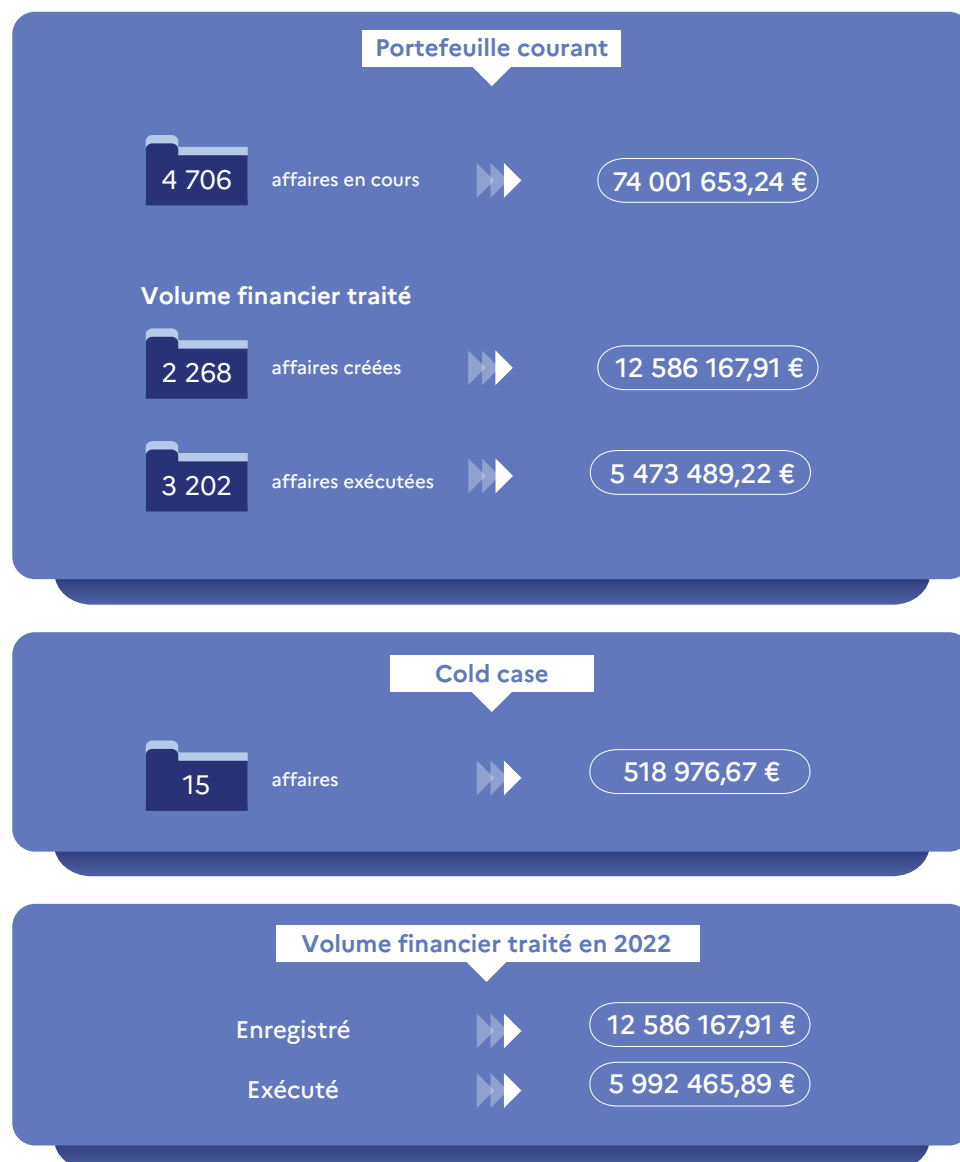 Portefeuille courant
4 706 affaires en cours 74 001 653,24 €
Volume financier traité
2 268 affaires créées 12 586 167,91 €
3 202 affaires exécutées 5 473 489,22 €
Cold case
15 affaires 518 976,67 €
Volume financier traité en 2022
Enregistré 12 586 167,91 €
Exécuté 5 992 465,89 €